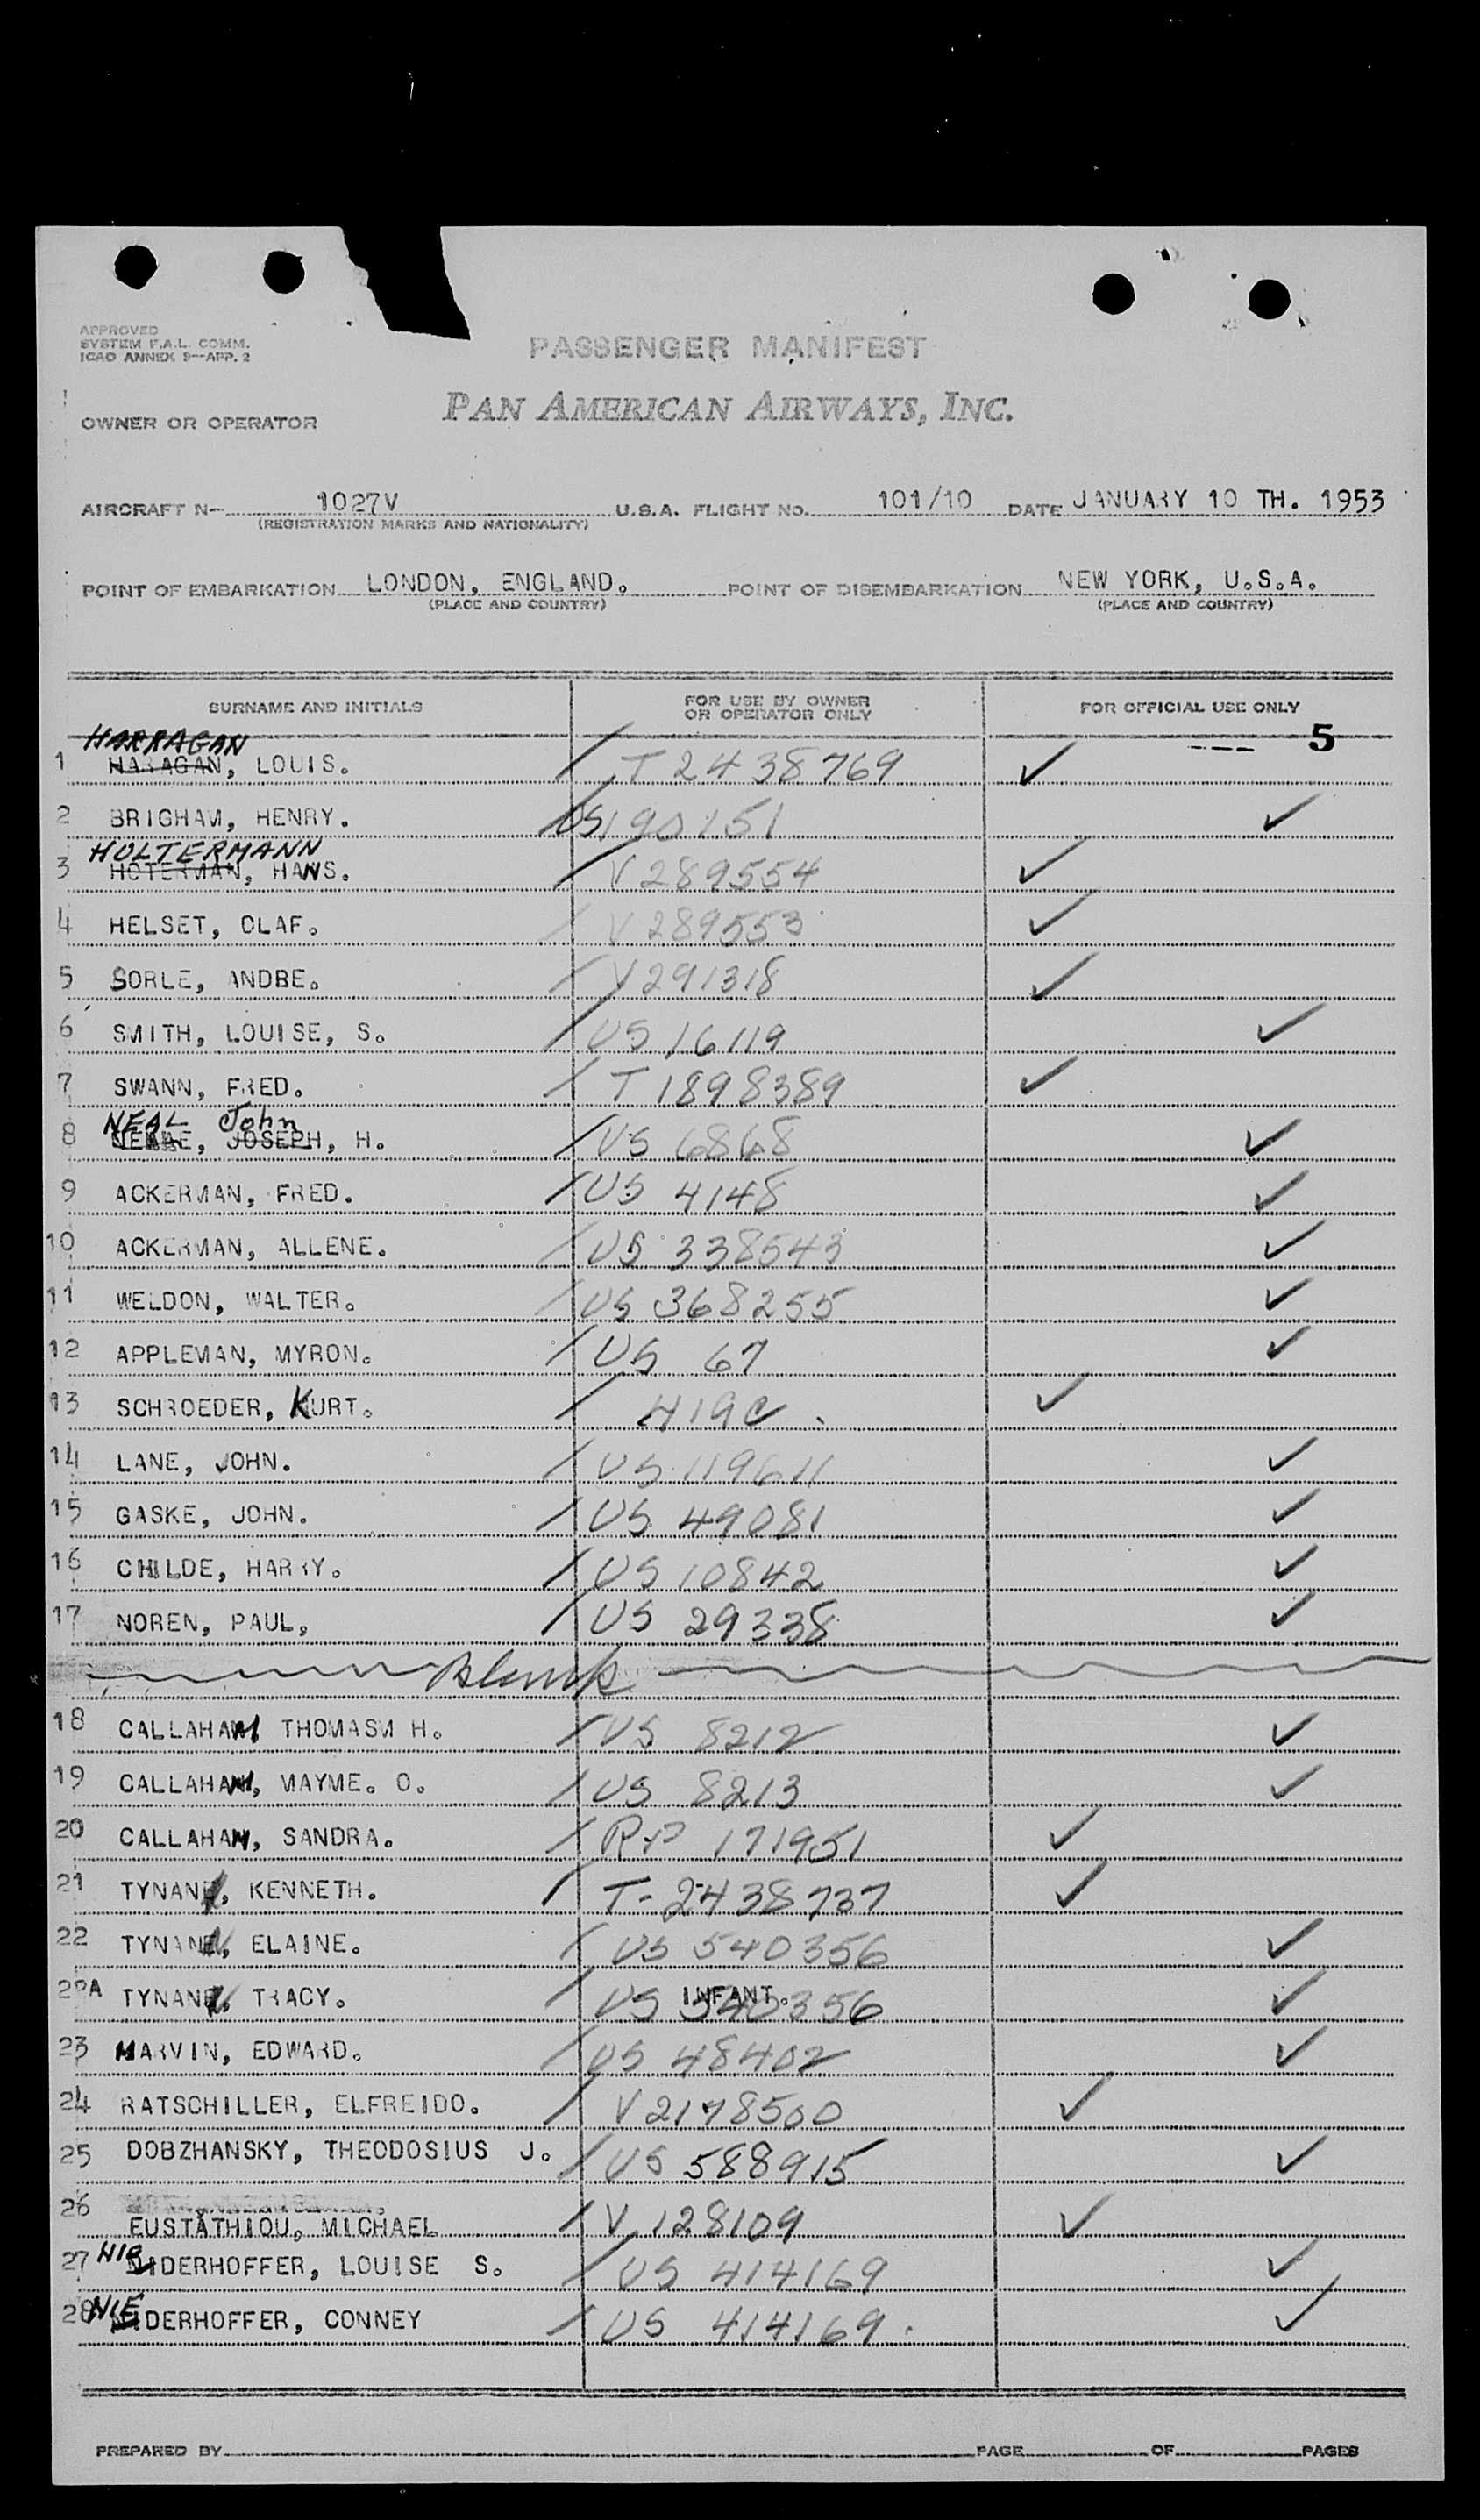 APPROVED
SYSTEM F.A.L. COMM.
ICAO ANNEX 9—APP. 2
PASSENGER MANIFEST
OWNER OR OPERATOR PAN AMERICAN AIRWAYS, INC.
AIRCRAFT N- 1027V U.S.A. FLIGHT NO. 101/10 DATE JANUARY 10 TH. 1953
(REGISTRATION MARKS AND NATIONALITY)
POINT OF EMBARKATION LONDON, ENGLAND. POINT OF DISEMBARKATION NEW YORK, U.S.A.
(PLACE AND COUNTRY) (PLACE AND COUNTRY)
SURNAME AND INITIALS FOR USE BY OWNER OR OPERATOR ONLY FOR OFFICIAL USE ONLY
HARRAGAN --- 5
1 HARAGAN, LOUIS. / T 2438769 ✓
2 BRIGHAM, HENRY. / US 190151 ✓
HOLTERMANN
3 HOTERMAN, HANS. / V 289554 ✓
4 HELSET, OLAF. / V 289553 ✓
5 SORLE, ANDBE. / V 291318 ✓
6 SMITH, LOUISE, S. / US 16119 ✓
7 SWANN, FRED. / T 1898389 ✓
NEAL John
8 JOSEPH, H. / US 6868 ✓
9 ACKERMAN, FRED. / US 4148 ✓
10 ACKERMAN, ALLENE. / US 338543 ✓
11 WELDON, WALTER. / US 368255 ✓
12 APPLEMAN, MYRON. / US 67 ✓
13 SCHROEDER, KURT. / ✓
14 LANE, JOHN. / US 119611 ✓
15 GASKE, JOHN. / US 49081 ✓
16 CHILDE, HARRY. / US 10842 ✓
17 NOREN, PAUL, / US 29338 ✓
blank
18 CALLAHAN, THOMASM H. / US 8212 ✓
19 CALLAHAN, MAYME. O. / US 8213 ✓
20 CALLAHAN, SANDRA. / RP 171951 ✓
21 TYNAN, KENNETH. / T-2438737 ✓
22 TYNAN, ELAINE. / US 540356 ✓
22A TYNAN, TRACY. / INFANT. US 540356 ✓
23 MARVIN, EDWARD. / US 48402 ✓
24 RATSCHILLER, ELFREIDO. / V 2178500 ✓
25 DOBZHANSKY, THEODOSIUS J. / US 588915 ✓
26 EUSTATHIOU, MICHAEL / V 128109 ✓
27 NIEDERHOFFER, LOUISE S. / US 414169 ✓
28 NIEDERHOFFER, CONNEY / US 414169 ✓
PREPARED BY PAGE OF PAGES